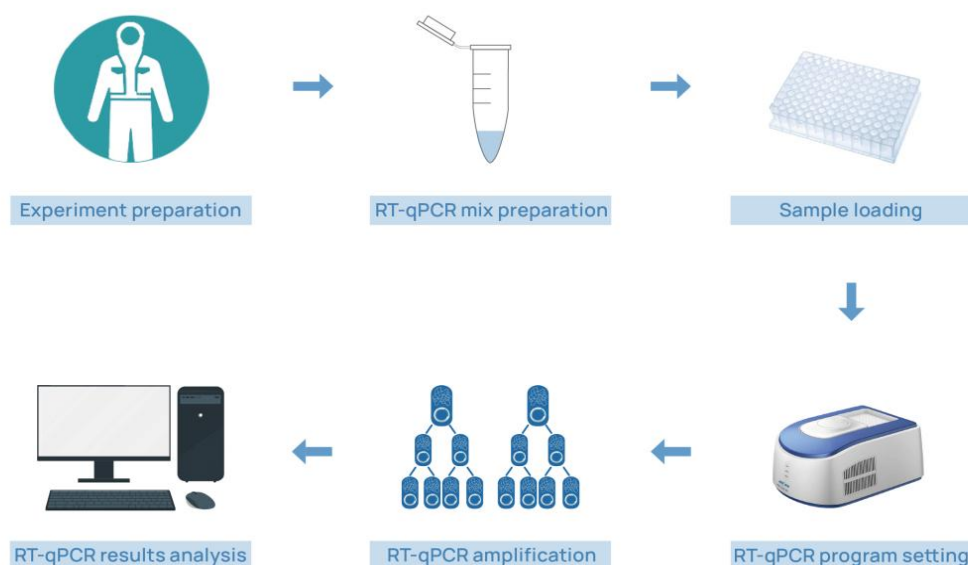 Experiment preparation
RT-qPCR mix preparation
Sample loading
RT-qPCR program setting
RT-qPCR amplification
RT-qPCR results analysis